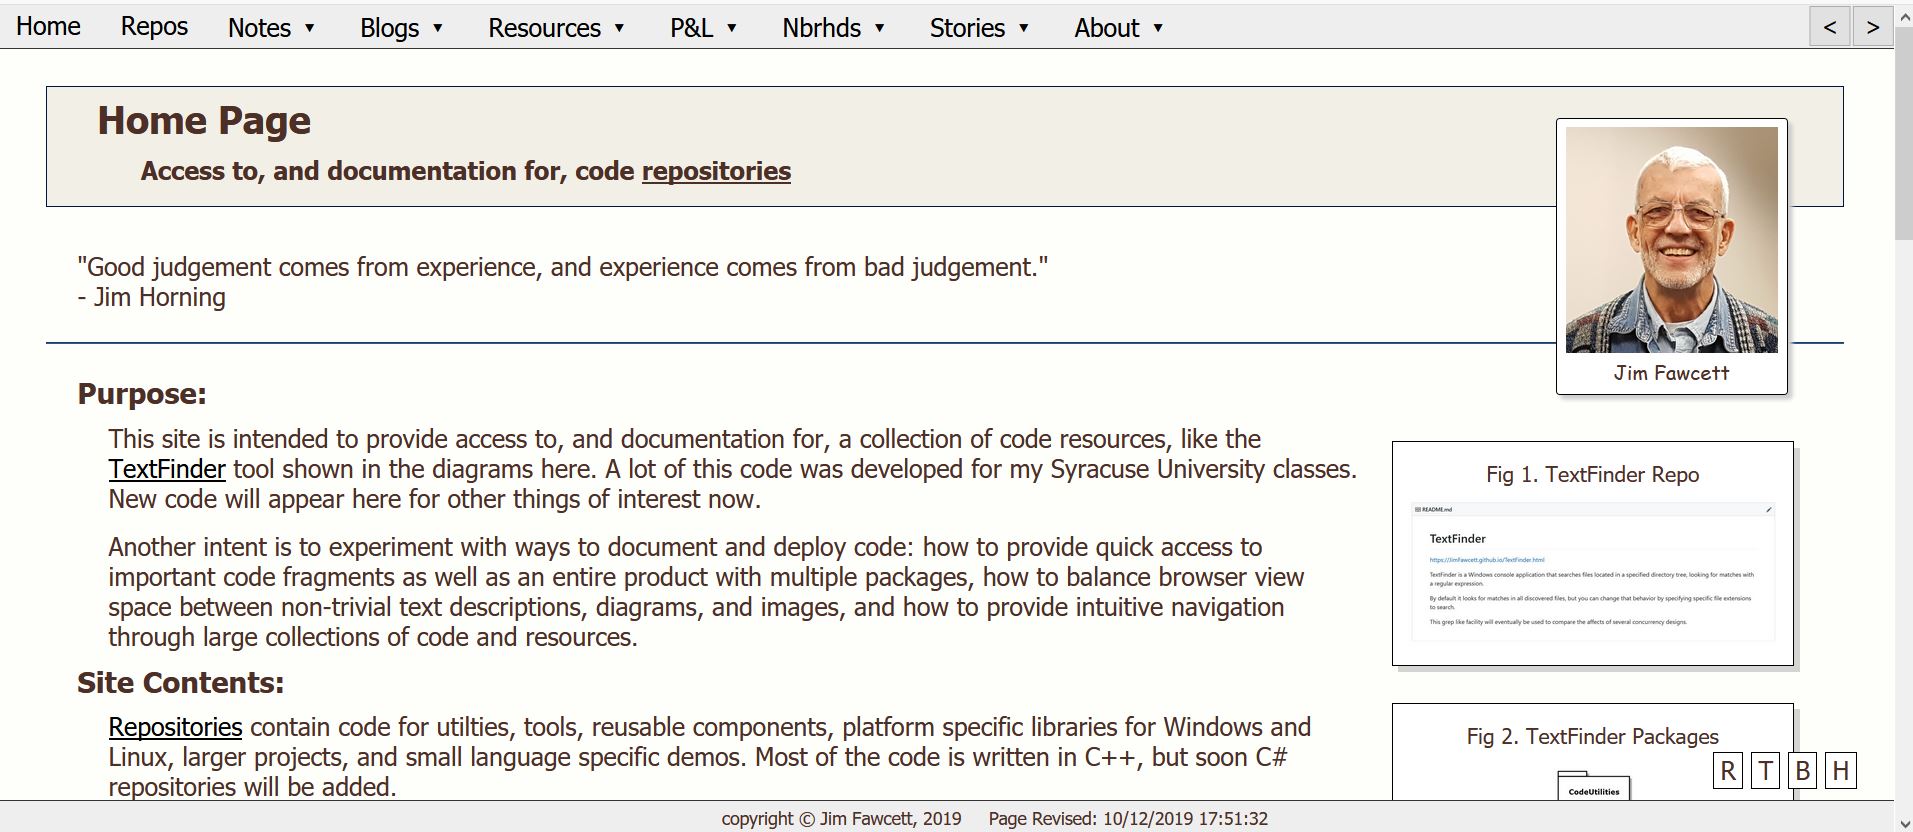 Home Repos Notes ▼ Blogs ▼ Resources ▼ P&L ▼ Nbrhds ▼ Stories ▼ About ▼ < >
Home Page
Access to, and documentation for, code repositories
"Good judgement comes from experience, and experience comes from bad judgement."
- Jim Horning
Jim Fawcett
Purpose:
This site is intended to provide access to, and documentation for, a collection of code resources, like the
TextFinder tool shown in the diagrams here. A lot of this code was developed for my Syracuse University classes.
New code will appear here for other things of interest now.
Another intent is to experiment with ways to document and deploy code: how to provide quick access to
important code fragments as well as an entire product with multiple packages, how to balance browser view
space between non-trivial text descriptions, diagrams, and images, and how to provide intuitive navigation
through large collections of code and resources.
Site Contents:
Repositories contain code for utilties, tools, reusable components, platform specific libraries for Windows and
Linux, larger projects, and small language specific demos. Most of the code is written in C++, but soon C#
repositories will be added.
Fig 1. TextFinder Repo
README.md
TextFinder
https://JimFawcett.github.io/TextFinder.html
TextFinder is a Windows console application that searches files located in a specified directory tree, looking for matches with
a regular expression.
By default it looks for matches in all discovered files, but you can change that behavior by specifying specific file extensions
to search.
This grep like facility will eventually be used to compare the affects of several concurrency designs.
Fig 2. TextFinder Packages
CodeUtilities
R T B H
copyright © Jim Fawcett, 2019 Page Revised: 10/12/2019 17:51:32